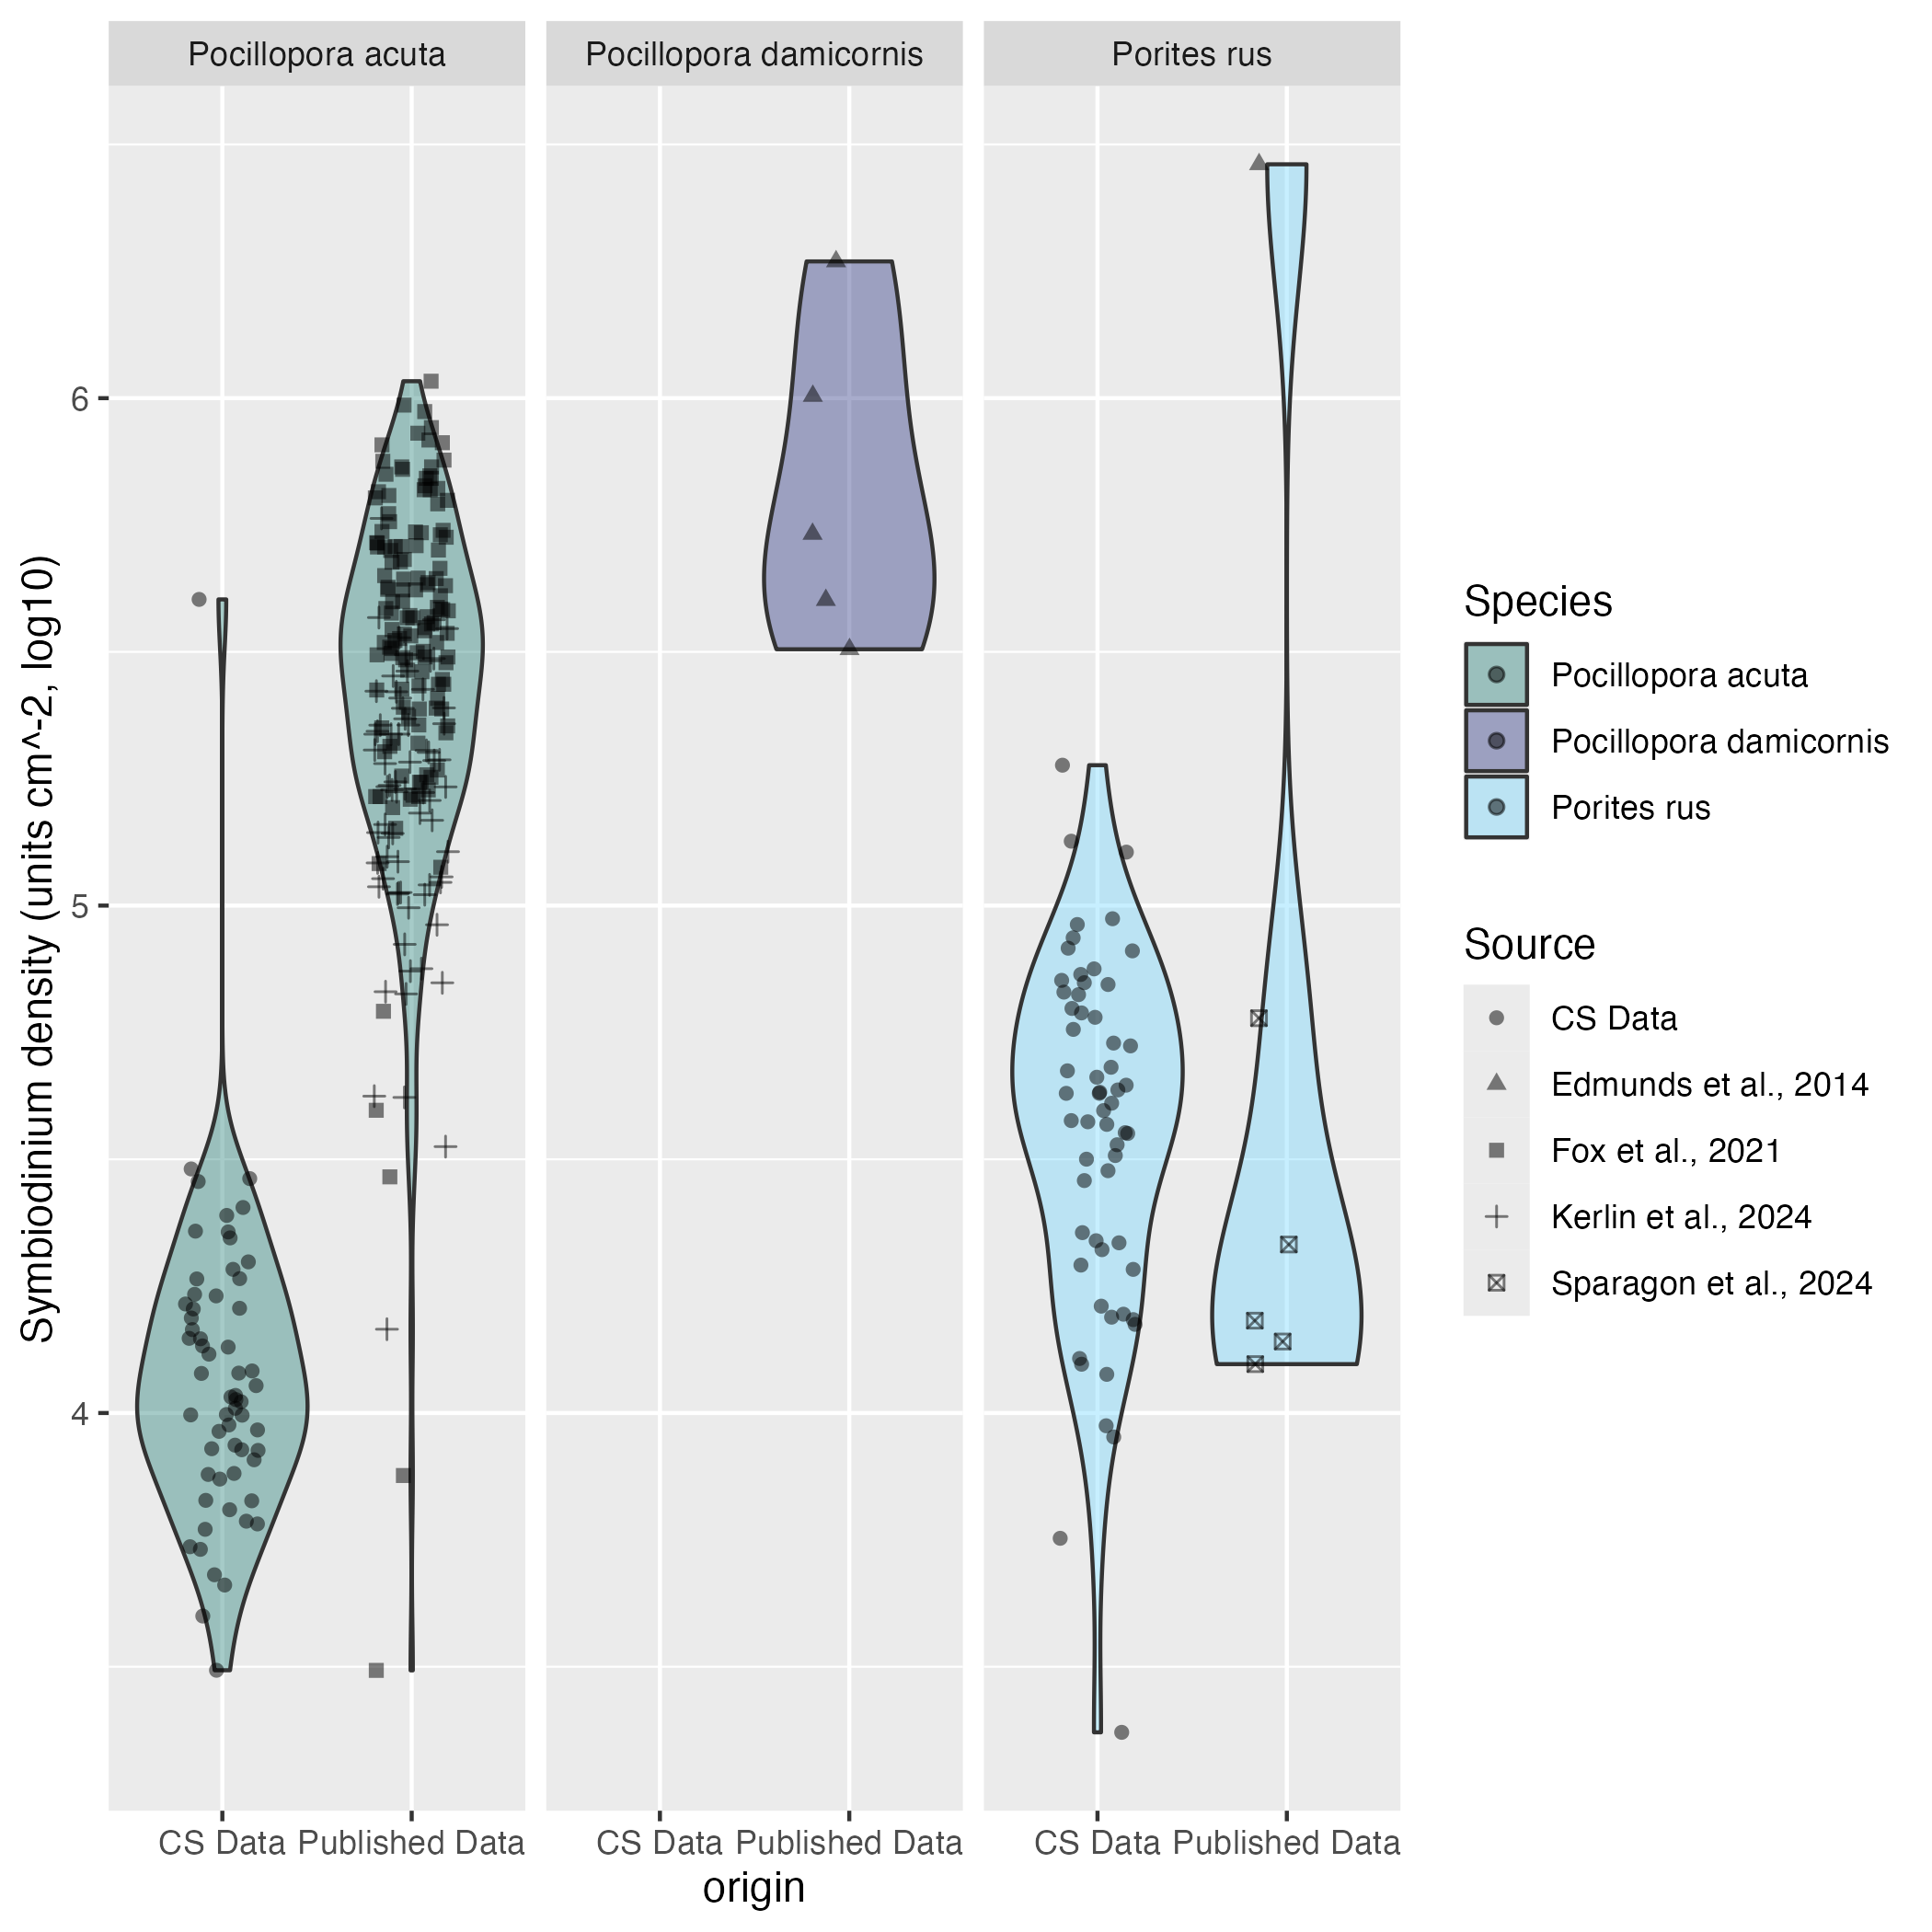 Pocillopora acuta
Pocillopora damicornis
Porites rus
Symbiodinium density (units cm^-2, log10)
6
5
4
CS Data
Published Data
CS Data
Published Data
CS Data
Published Data
origin
Species
Pocillopora acuta
Pocillopora damicornis
Porites rus
Source
CS Data
Edmunds et al., 2014
Fox et al., 2021
Kerlin et al., 2024
Sparagon et al., 2024